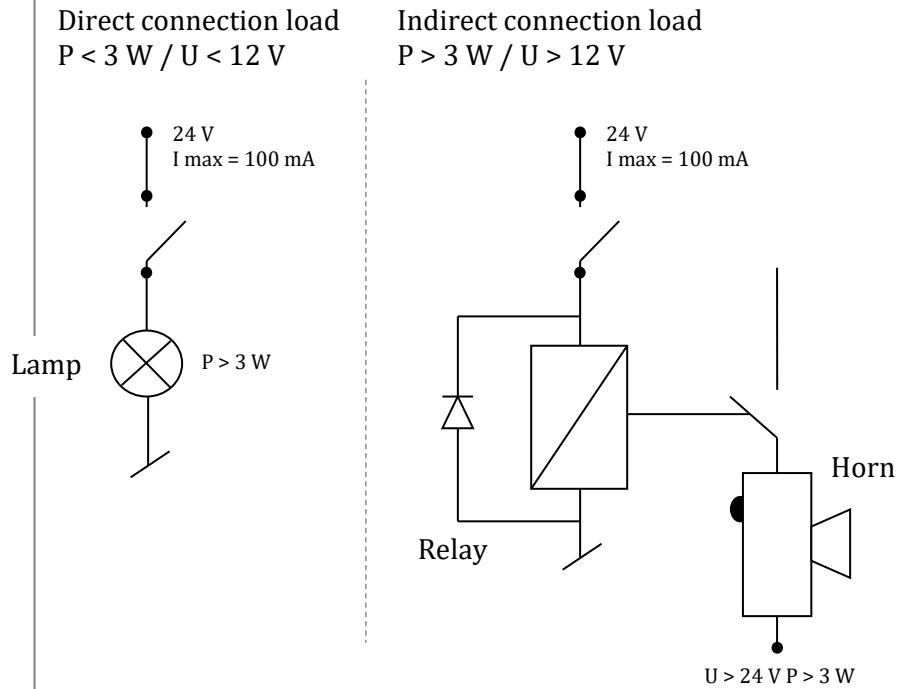 Direct connection load
P < 3 W / U < 12 V
24 V
I max = 100 mA
Lamp
P > 3 W
Indirect connection load
P > 3 W / U > 12 V
24 V
I max = 100 mA
Horn
Relay
U > 24 V P > 3 W